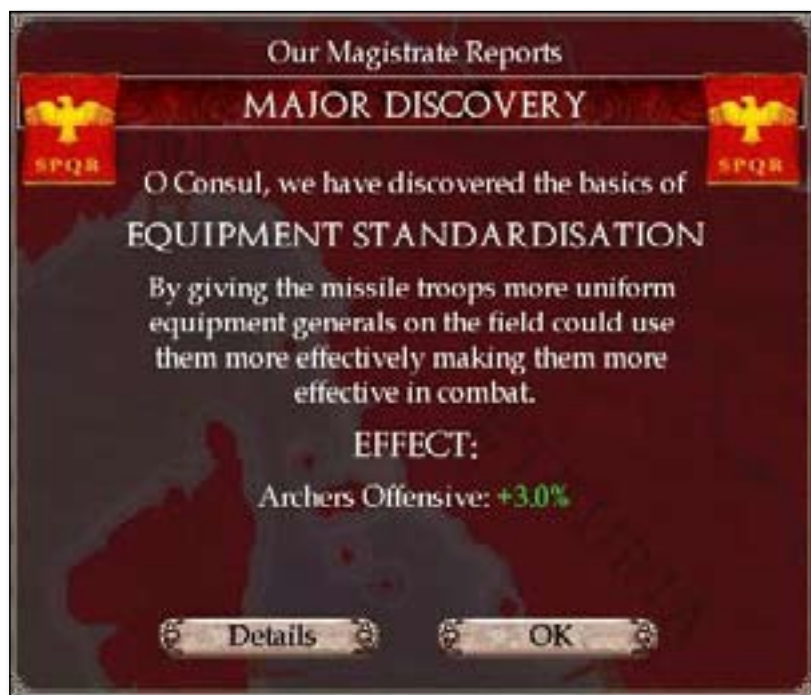 Our Magistrate Reports
MAJOR DISCOVERY
SPQR
SPQR
O Consul, we have discovered the basics of
EQUIPMENT STANDARDISATION
By giving the missile troops more uniform
equipment generals on the field could use
them more effectively making them more
effective in combat.
EFFECT:
Archers Offensive: +3.0%
Details
OK